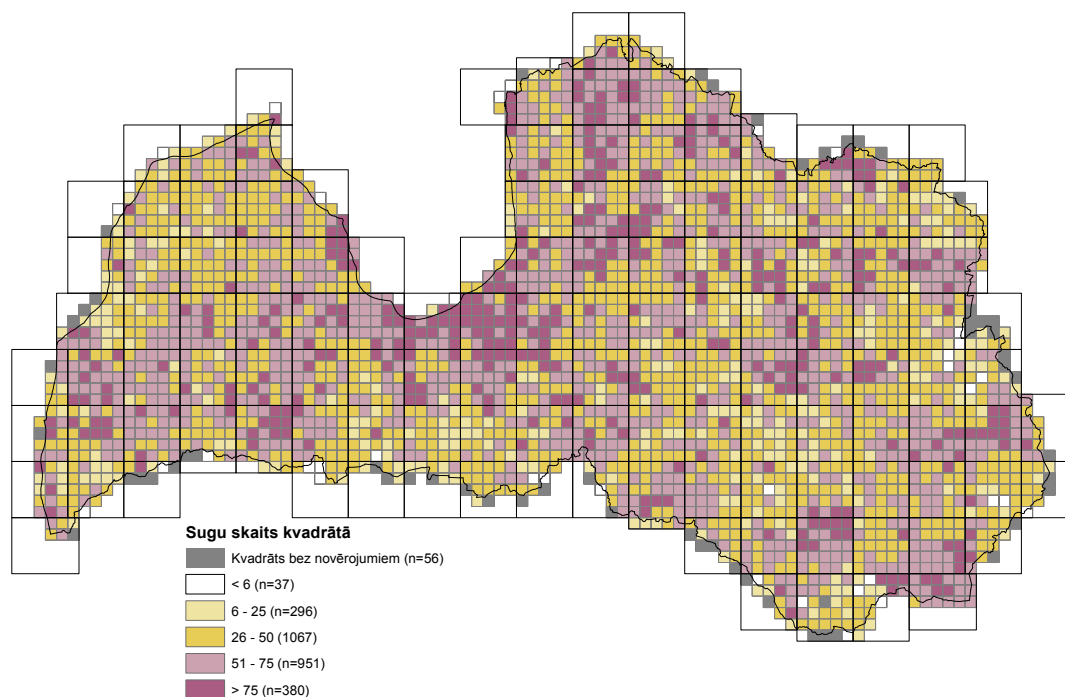 Sugu skaits kvadrātā
Kvadrāts bez novērojumiem (n=56)
< 6 (n=37)
6 - 25 (n=296)
26 - 50 (1067)
51 - 75 (n=951)
> 75 (n=380)